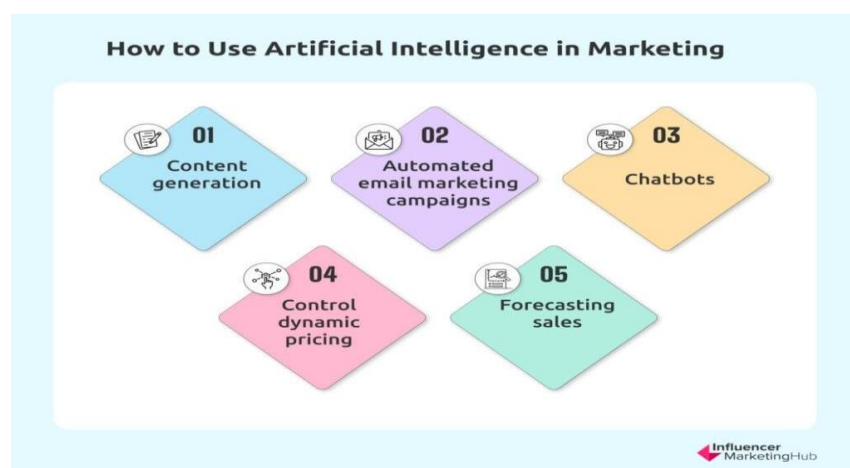 How to Use Artificial Intelligence in Marketing
01
Content
generation
02
Automated
email marketing
campaigns
03
Chatbots
04
Control
dynamic
pricing
05
Forecasting
sales
Influencer
MarketingHub